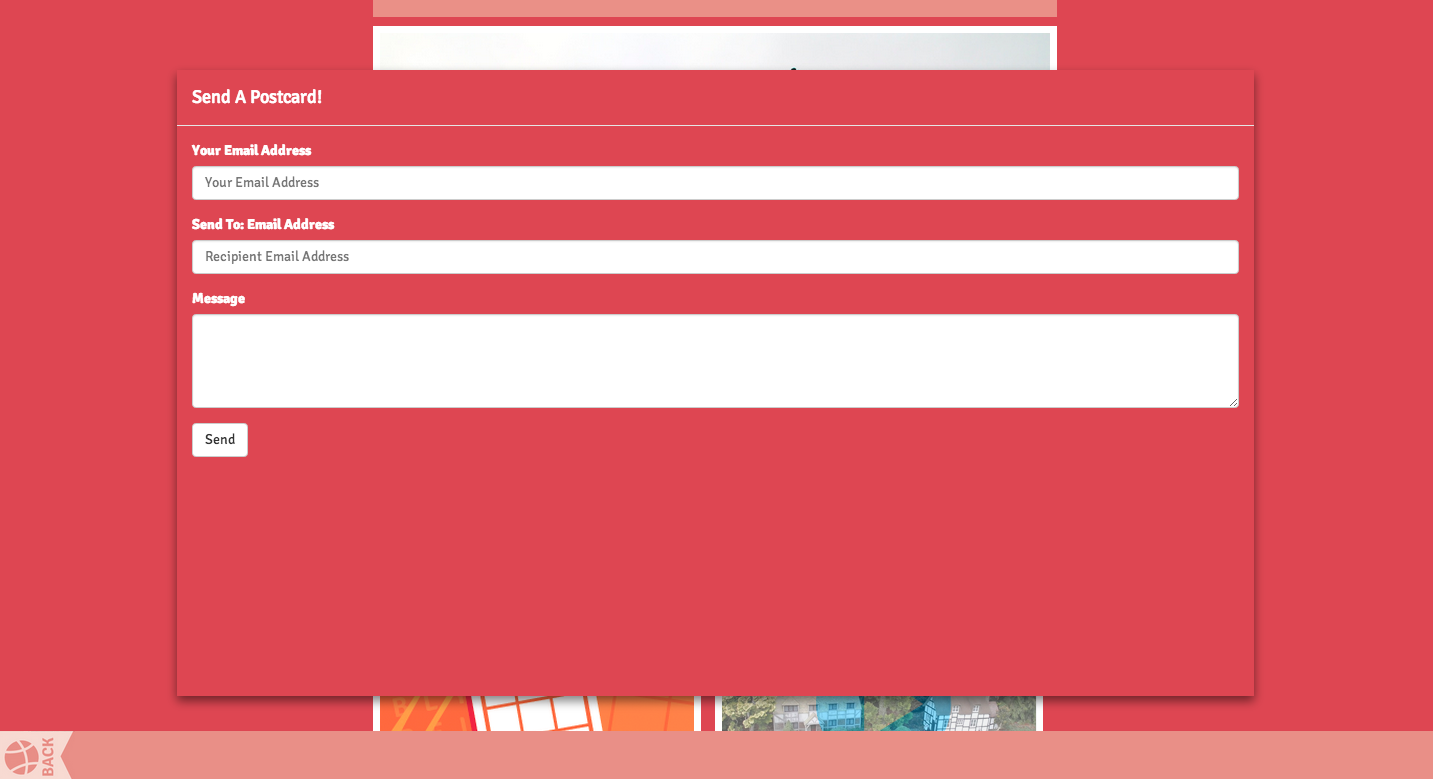 Send A Postcard!
Your Email Address
Your Email Address
Send To: Email Address
Recipient Email Address
Message
Send
BACK